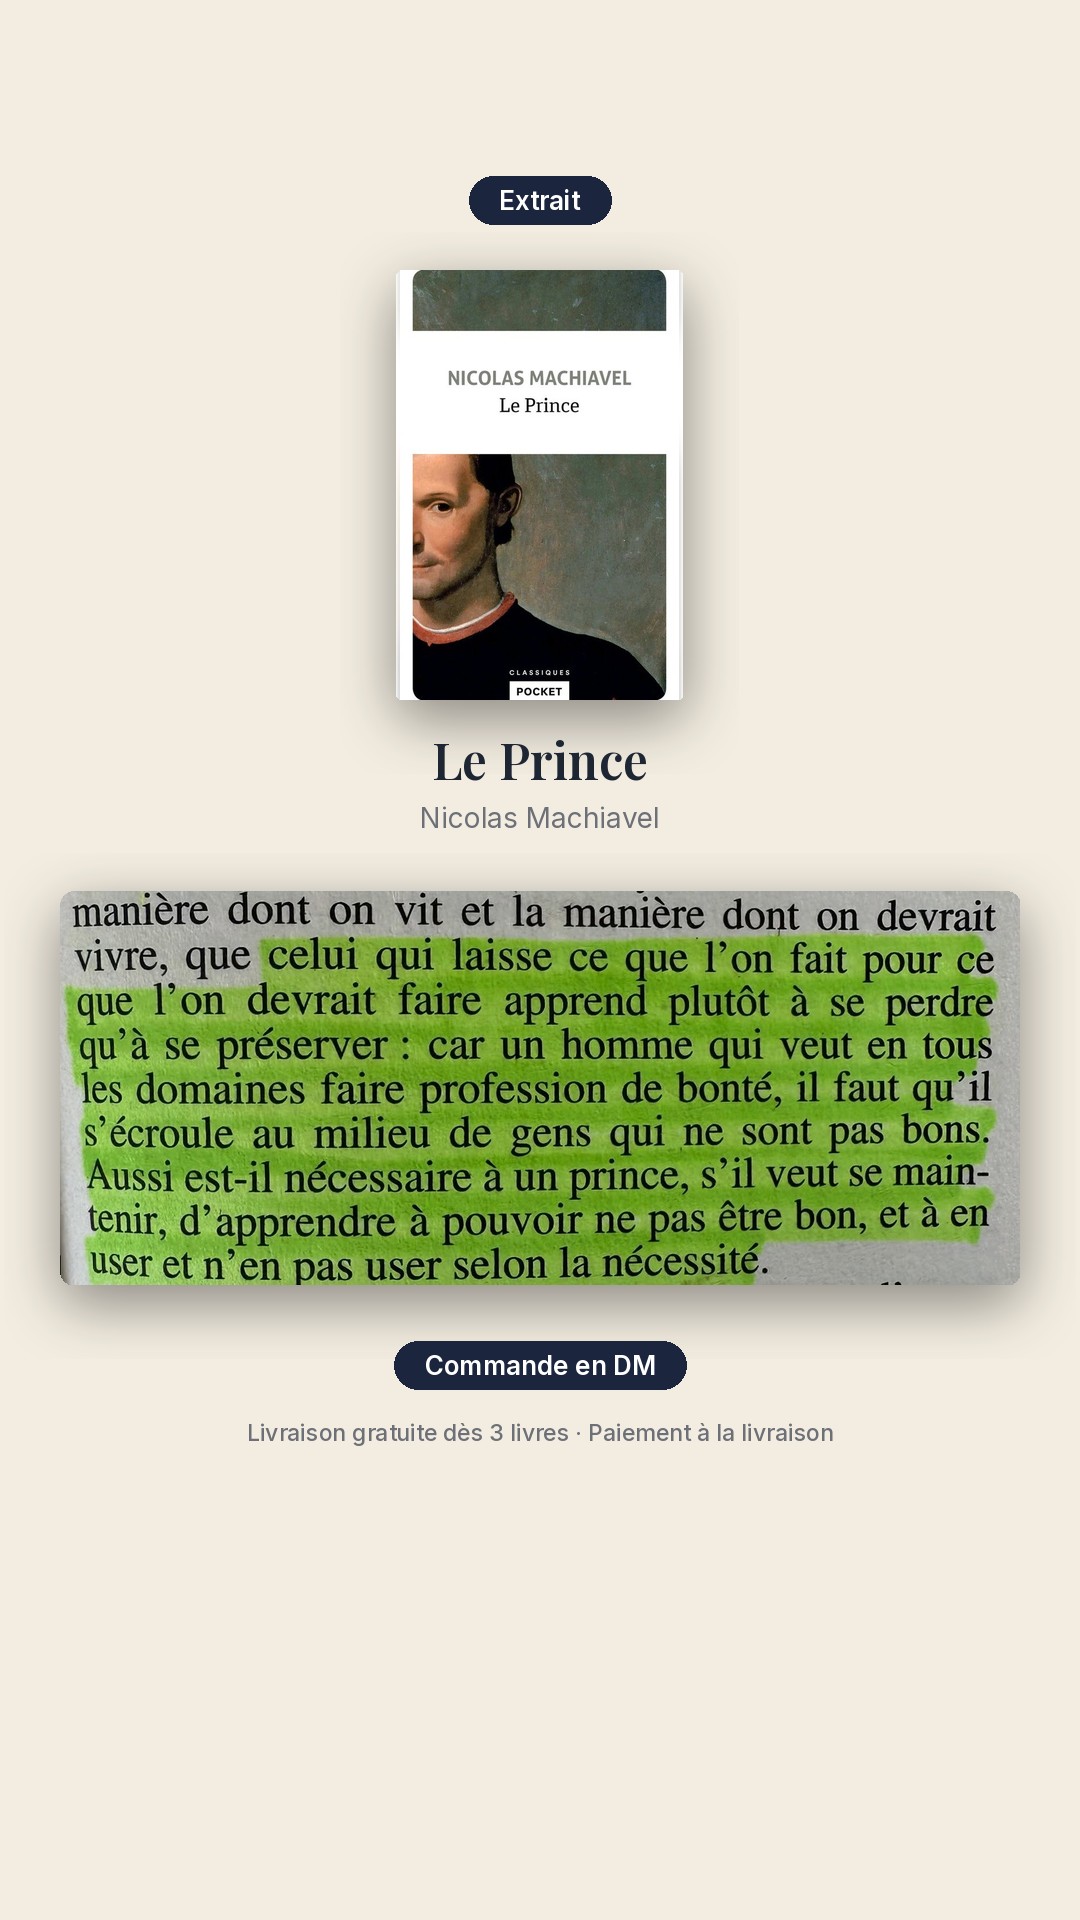 Extrait
NICOLAS MACHIAVEL
Le Prince
CLASSIQUES
POCKET
Le Prince
Nicolas Machiavel
manière dont on vit et la manière dont on devrait
vivre, que celui qui laisse ce que l’on fait pour ce
que l’on devrait faire apprend plutôt à se perdre
qu’à se préserver : car un homme qui veut en tous
les domaines faire profession de bonté, il faut qu’il
s’écroule au milieu de gens qui ne sont pas bons.
Aussi est-il nécessaire à un prince, s’il veut se main-
tenir, d’apprendre à pouvoir ne pas être bon, et à en
user et n’en pas user selon la nécessité.
Commande en DM
Livraison gratuite dès 3 livres · Paiement à la livraison